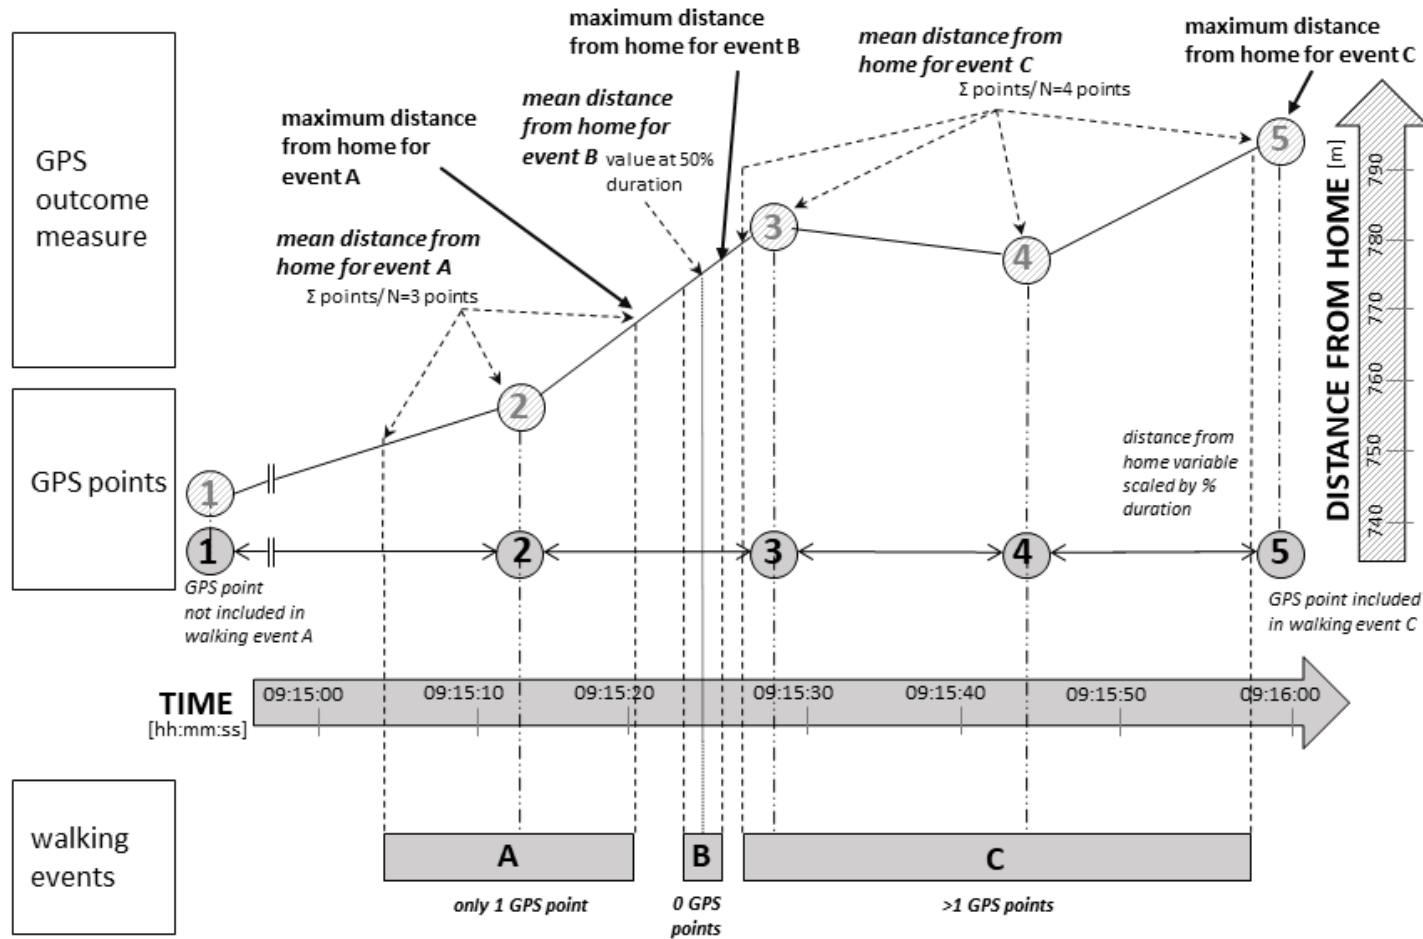 maximum distance
from home for event B
mean distance from
home for event C
Σ points/ N=4 points
maximum distance
from home for event C
mean distance
from home for
event B value at 50%
duration
maximum distance
from home for
event A
mean distance from
home for event A
Σ points/ N=3 points
GPS
outcome
measure
GPS points
1
2
3
4
5
1
2
3
4
5
GPS point
not included in
walking event A
distance from
home variable
scaled by %
duration
GPS point included
in walking event C
DISTANCE FROM HOME [m]
790
780
770
760
750
740
TIME
[hh:mm:ss]
09:15:00
09:15:10
09:15:20
09:15:30
09:15:40
09:15:50
09:16:00
walking
events
A
B
C
only 1 GPS point
0 GPS
points
>1 GPS points